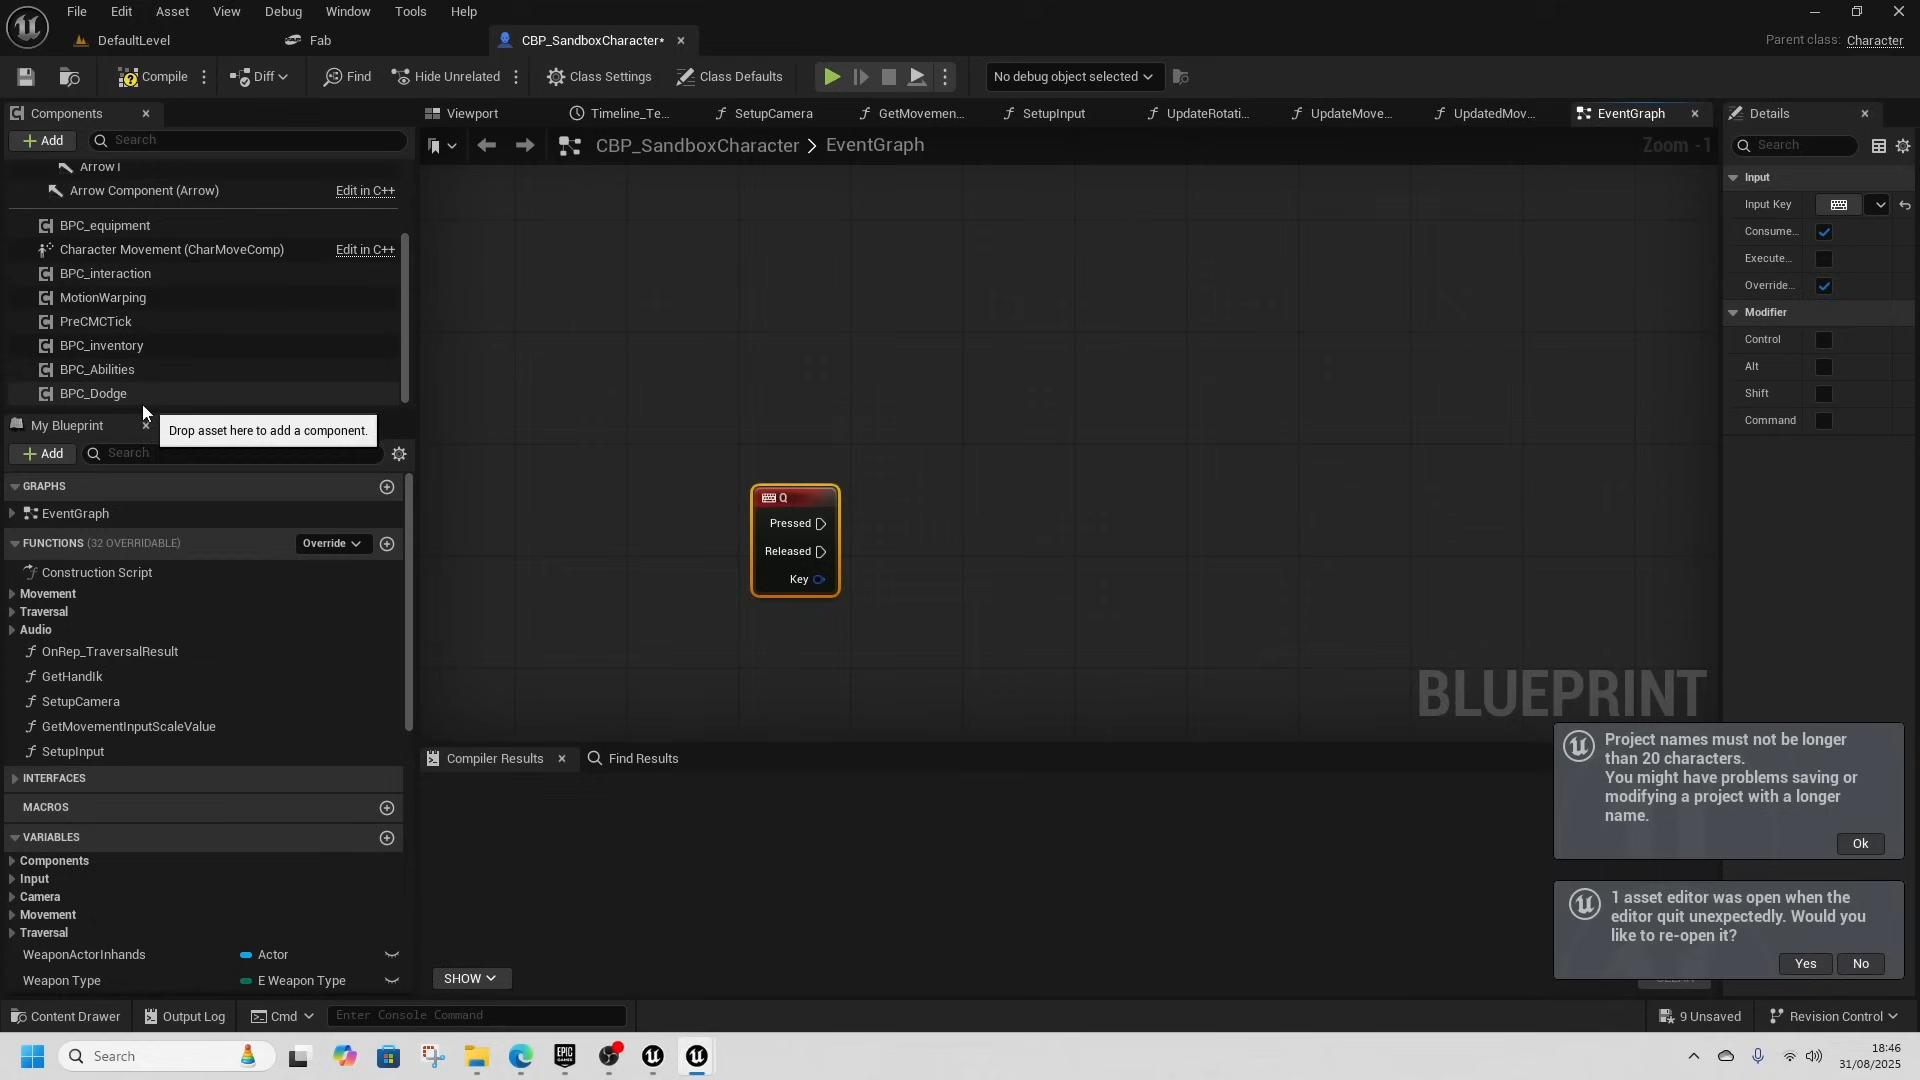 File Edit Asset View Debug Window Tools Help
DefaultLevel Fab CBP_SandboxCharacter*
Parent class: Character
Compile Diff Find Hide Unrelated Class Settings Class Defaults No debug object selected
Components
Viewport Timeline_Te... SetupCamera GetMovemen... SetupInput UpdateRotati... UpdateMove... UpdatedMov... EventGraph
Details
Add Search
CBP_SandboxCharacter > EventGraph
Zoom -1
Search
Arrow Component (Arrow) Edit in C++
BPC_equipment
Character Movement (CharMoveComp) Edit in C++
BPC_interaction
MotionWarping
PreCMCTick
BPC_inventory
BPC_Abilities
BPC_Dodge
Drop asset here to add a component.
My Blueprint
Add Search
GRAPHS
EventGraph
FUNCTIONS (32 OVERRIDABLE) Override
Construction Script
Movement
Traversal
Audio
OnRep_TraversalResult
GetHandIk
SetupCamera
GetMovementInputScaleValue
SetupInput
INTERFACES
MACROS
VARIABLES
Components
Input
Camera
Movement
Traversal
WeaponActorInhands Actor
Weapon Type E Weapon Type
Q
Pressed
Released
Key
BLUEPRINT
Input
Input Key
Consume...
Execute...
Override...
Modifier
Control
Alt
Shift
Command
Compiler Results Find Results
SHOW
Project names must not be longer
than 20 characters.
You might have problems saving or
modifying a project with a longer
name.
Ok
1 asset editor was open when the
editor quit unexpectedly. Would you
like to re-open it?
Yes No
Content Drawer Output Log Cmd Enter Console Command 9 Unsaved Revision Control
Search
EPIC GAMES
18:46
31/08/2025